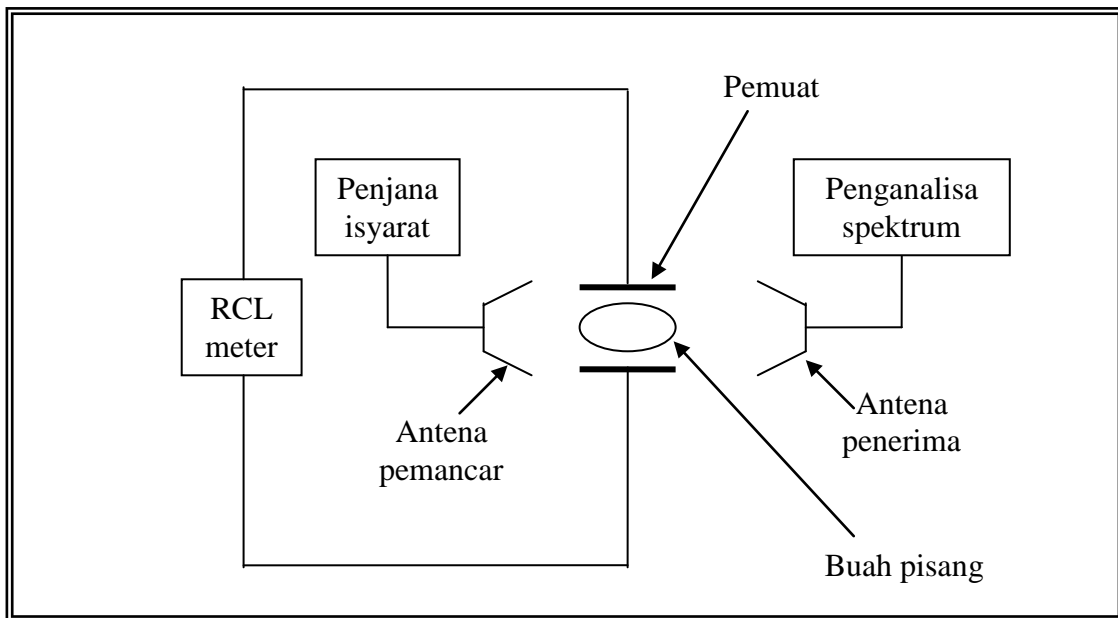 Pemuat
Penjana
isyarat
Penganalisa
spektrum
RCL
meter
Antena
pemancar
Antena
penerima
Buah pisang